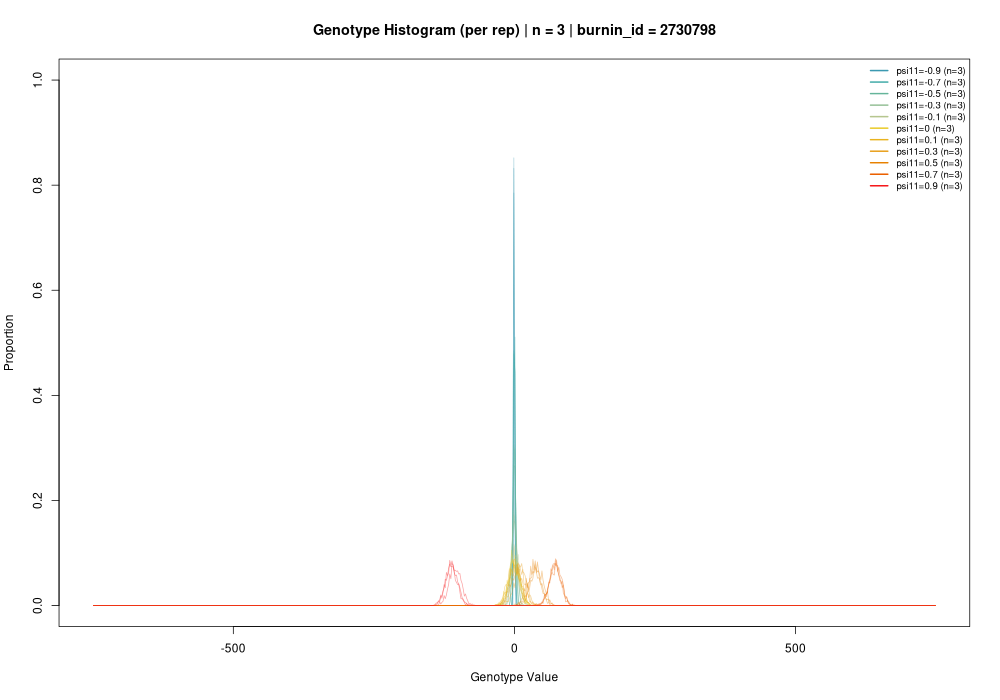 Genotype Histogram (per rep) | n = 3 | burnin_id = 2730798
psi11=-0.9 (n=3)
psi11=-0.7 (n=3)
psi11=-0.5 (n=3)
psi11=-0.3 (n=3)
psi11=-0.1 (n=3)
psi11=0 (n=3)
psi11=0.1 (n=3)
psi11=0.3 (n=3)
psi11=0.5 (n=3)
psi11=0.7 (n=3)
psi11=0.9 (n=3)
Proportion
1.0
0.8
0.6
0.4
0.2
0.0
-500
0
500
Genotype Value